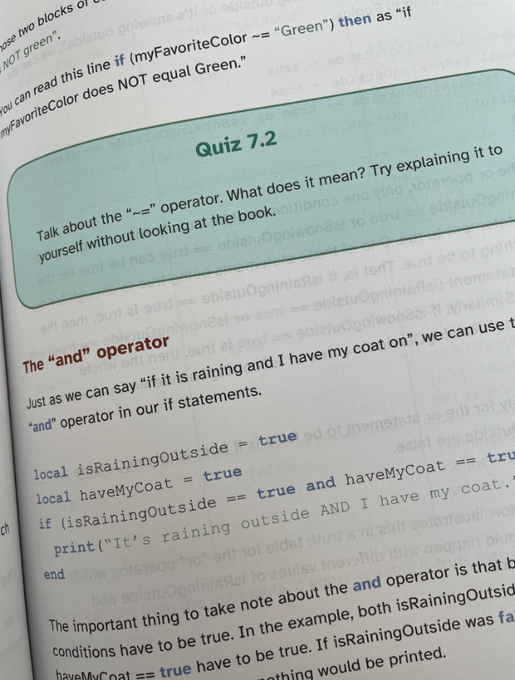 ose two blocks of
NOT green".
You can read this line if (myFavoriteColor ~= "Green") then as "if
myFavoriteColor does NOT equal Green."
Quiz 7.2
Talk about the "~=" operator. What does it mean? Try explaining it to
yourself without looking at the book.
The "and" operator
Just as we can say "if it is raining and I have my coat on", we can use t
"and" operator in our if statements.
local isRainingOutside = true
local haveMyCoat = true
if (isRainingOutside == true and haveMyCoat == tru
print("It's raining outside AND I have my coat."
end
ch
The important thing to take note about the and operator is that b
conditions have to be true. In the example, both isRainingOutsid
haveMyCoat == true have to be true. If isRainingOutside was fa
othing would be printed.